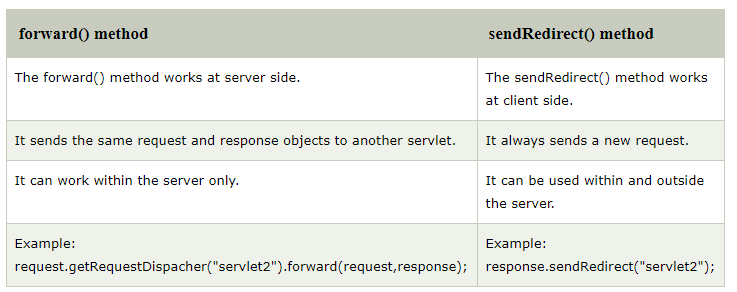 forward() method
sendRedirect() method
The forward() method works at server side.
The sendRedirect() method works
at client side.
It sends the same request and response objects to another servlet.
It always sends a new request.
It can work within the server only.
It can be used within and outside
the server.
Example:
request.getRequestDispacher("servlet2").forward(request,response);
Example:
response.sendRedirect("servlet2");